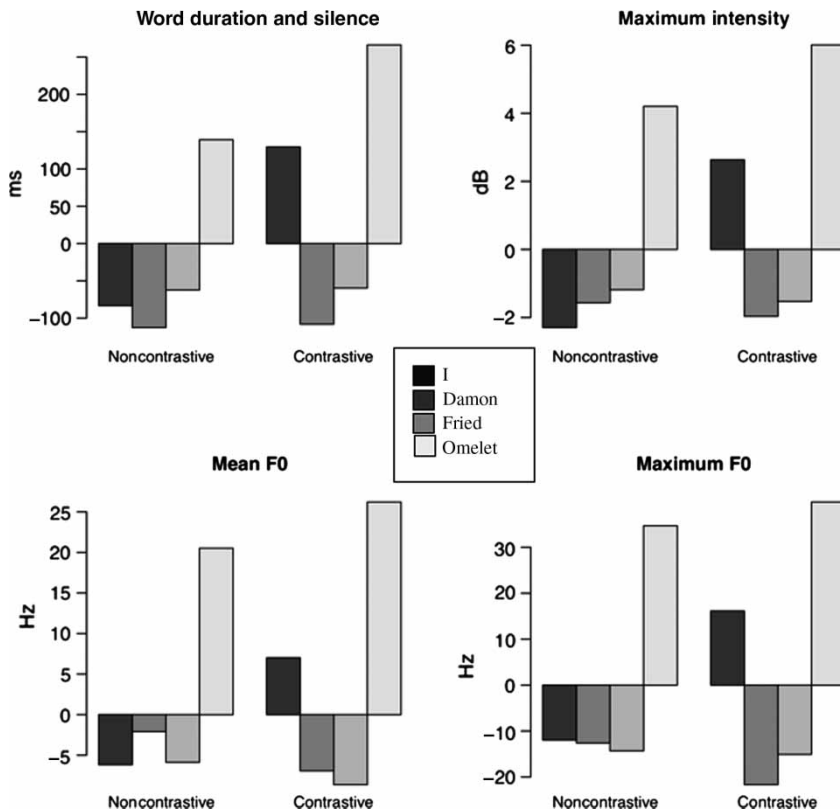 Word duration and silence
ms
200
100
50
0
−100
Noncontrastive
Contrastive
Maximum intensity
dB
6
4
2
0
−2
Noncontrastive
Contrastive
I
Damon
Fried
Omelet
Mean F0
Hz
25
20
15
10
5
0
−5
Noncontrastive
Contrastive
Maximum F0
Hz
30
20
10
0
−10
−20
Noncontrastive
Contrastive